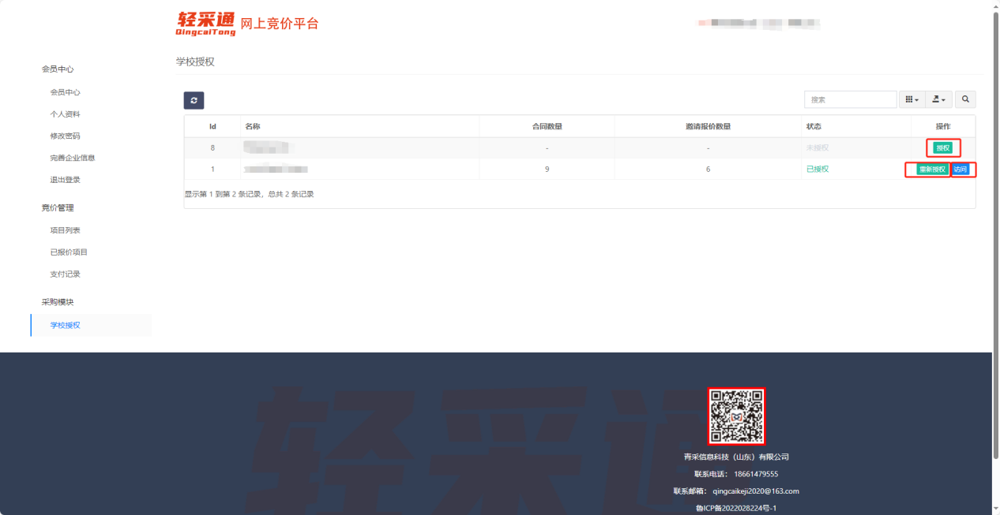 轻采通 网上竞价平台
QingcaiTong
学校授权
会员中心
会员中心
个人资料
修改密码
完善企业信息
退出登录
竞价管理
项目列表
已报价项目
支付记录
采购模块
学校授权
搜索
Id 名称 合同数量 邀请报价数量 状态 操作
8 - - 未授权 授权
1 9 6 已授权 重新授权 访问
显示第 1 到第 2 条记录，总共 2 条记录
轻采通
青采信息科技（山东）有限公司
联系电话： 18661479555
联系邮箱： qingcaikeji2020@163.com
鲁ICP备2022028224号-1